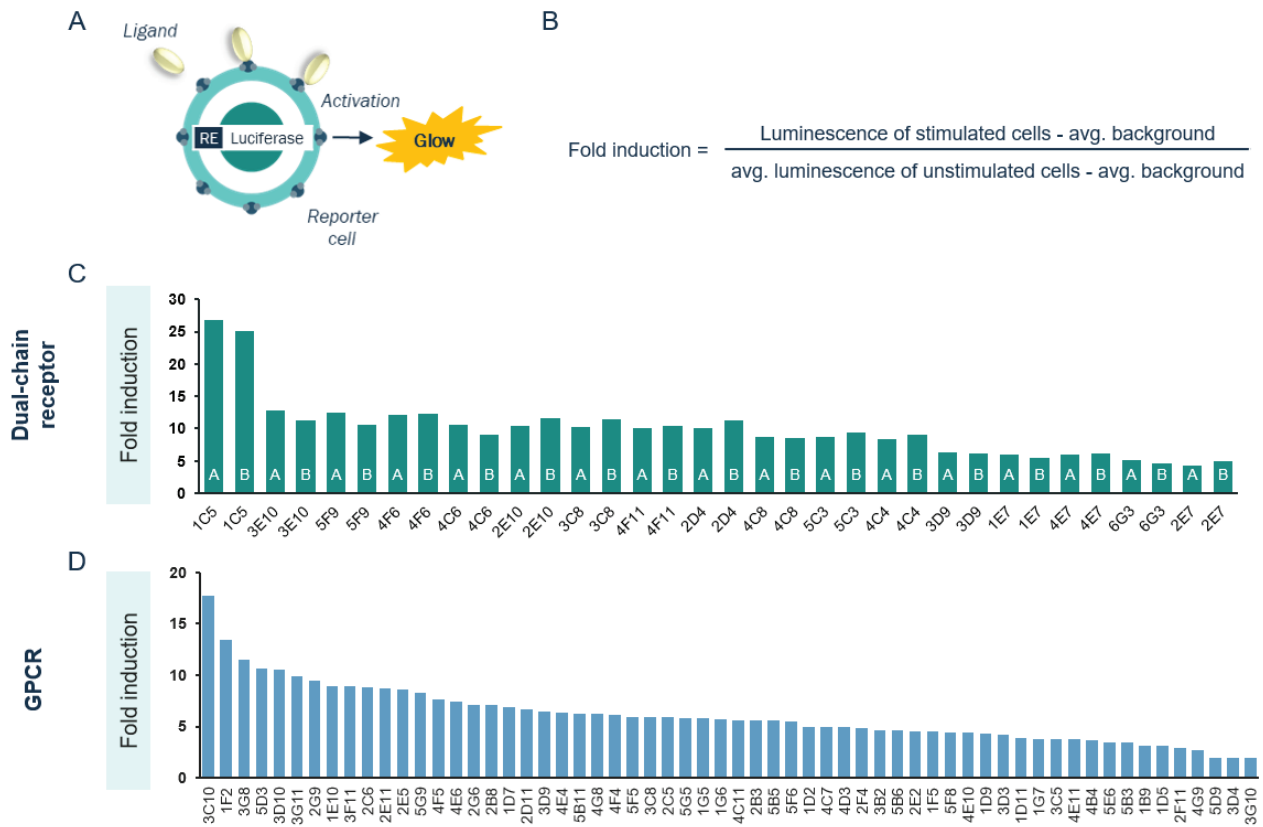 A
Ligand
Activation
RE Luciferase
Glow
Reporter
cell
B
Fold induction =
Luminescence of stimulated cells - avg. background
avg. luminescence of unstimulated cells - avg. background
C
Dual-chain
receptor
Fold induction
30
25
20
15
10
5
0
A B A B A B A B A B A B A B A B A B A B A B A B A B A B A B A B A B
1C5 1C5 3E10 3E10 5F9 5F9 4F6 4F6 4C6 4C6 2E10 2E10 3C8 3C8 4F11 4F11 2D4 2D4 4C8 4C8 5C3 5C3 4C4 4C4 3D9 3D9 1E7 1E7 4E7 4E7 6G3 6G3 2E7 2E7
D
GPCR
Fold induction
20
15
10
5
0
3C10 1F2 3G8 5D3 3D10 3G11 2G9 1E10 3F11 2C6 2E11 2E5 5G9 4F5 4E6 2G6 2B8 1D7 2D11 3D9 4E4 5B11 4G8 4F4 5F5 3C8 2C5 5G5 1G5 1G6 4C11 2B3 5B5 5F6 1D2 4C7 4D3 2F4 3B2 5B6 2E2 1F5 5F8 4E10 1D9 3D3 1D11 1G7 3C5 4E11 4B4 5E6 5B3 1B9 1D5 2F11 4G9 5D9 3D4 3G10